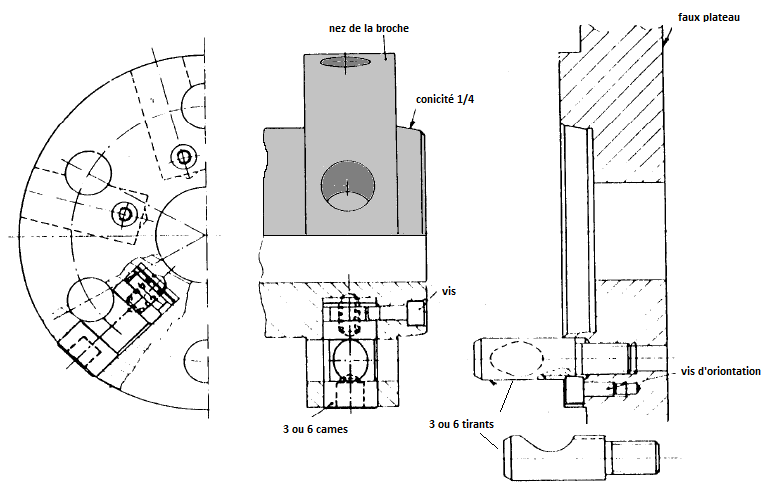 faux plateau
nez de la broche
conicité 1/4
vis
vis d'oriontation
3 ou 6 cames
3 ou 6 tirants